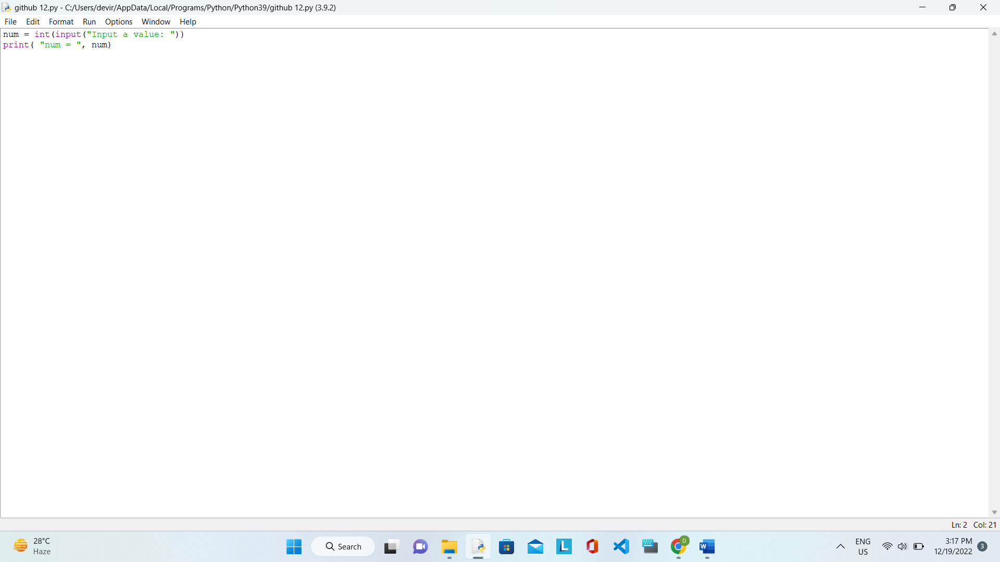 github 12.py - C:/Users/devir/AppData/Local/Programs/Python/Python39/github 12.py (3.9.2)
File Edit Format Run Options Window Help
num = int(input("Input a value: "))
print( "num = ", num)
Ln: 2 Col: 21
28°C
Haze
Search
L
D
W
ENG
US
3:17 PM
12/19/2022
3